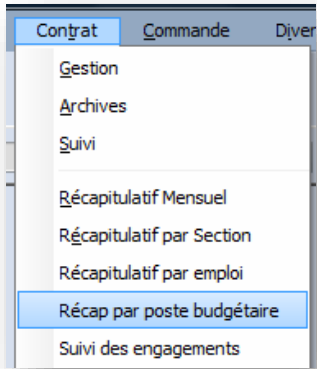 Contrat Commande Diver
Gestion
Archives
Suivi
Récapitulatif Mensuel
Récapitulatif par Section
Récapitulatif par emploi
Récap par poste budgétaire
Suivi des engagements